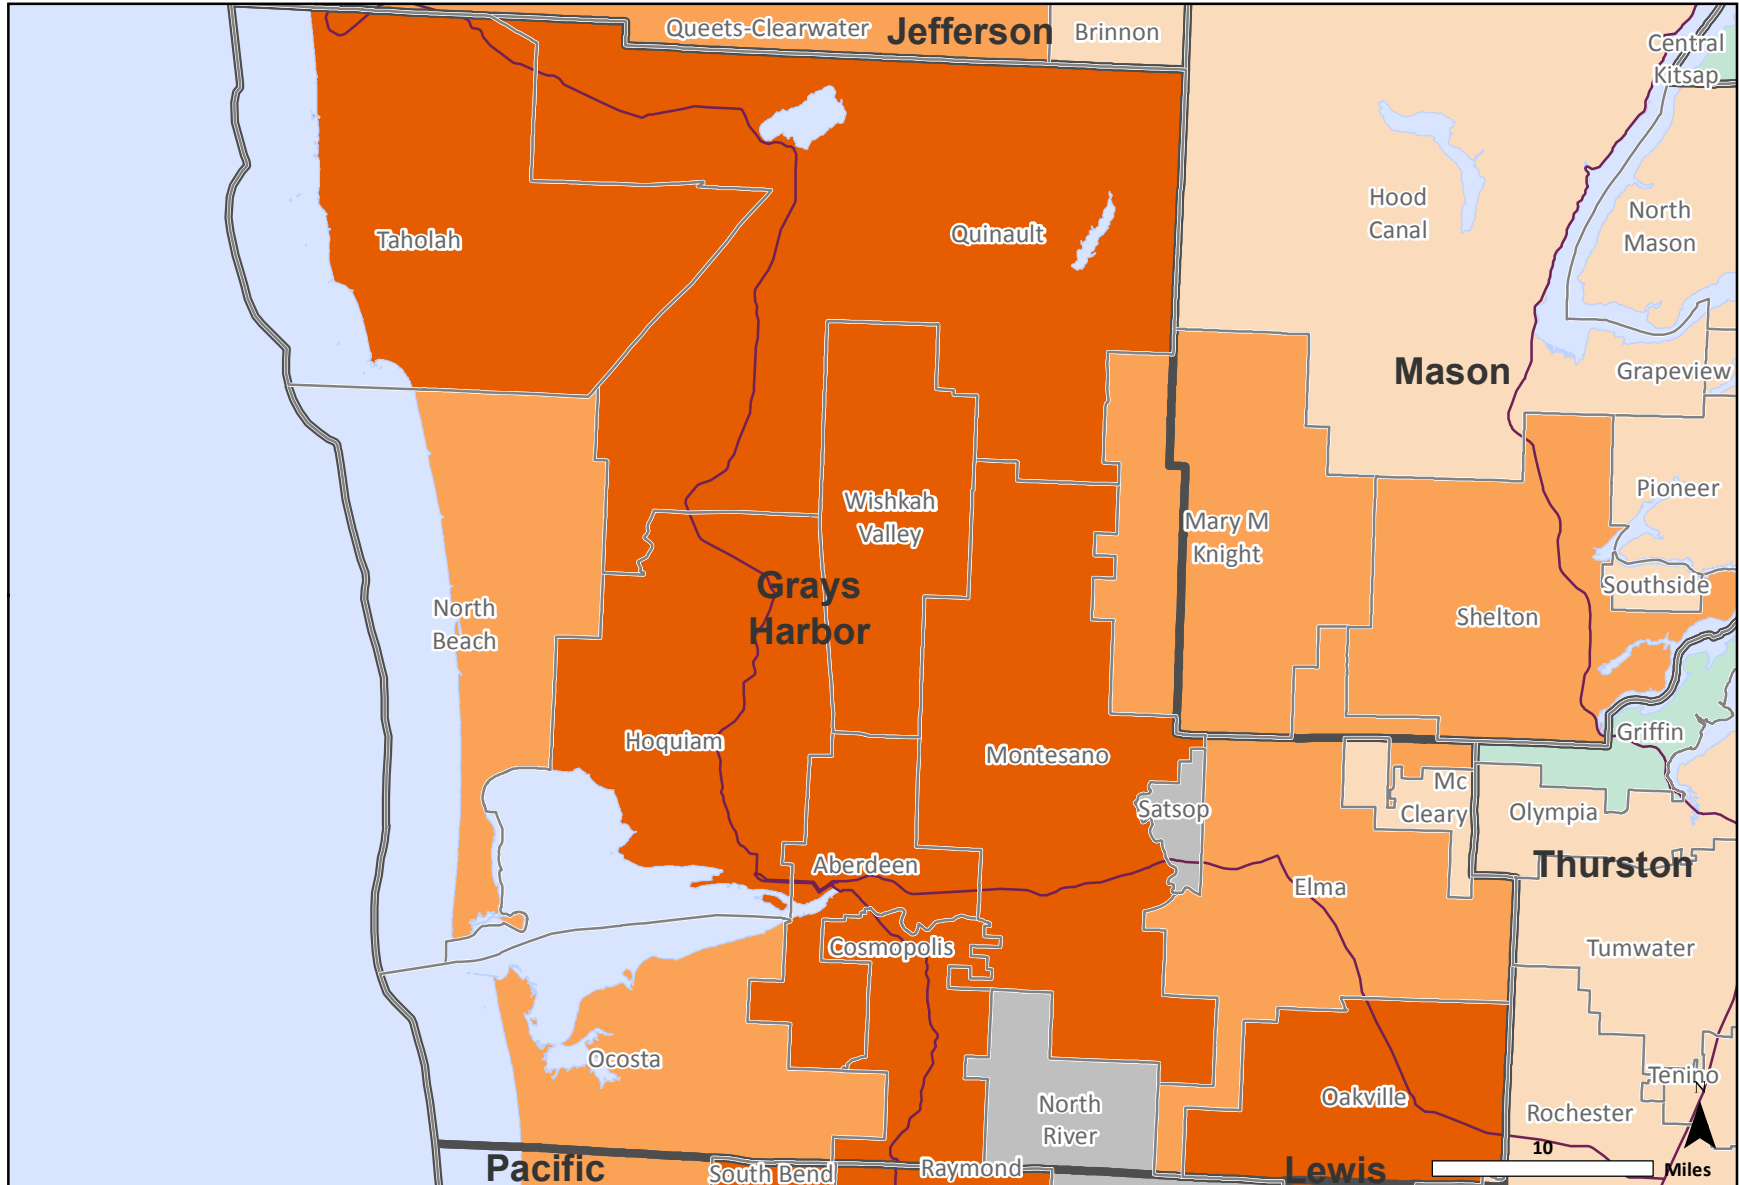 Queets-Clearwater
Jefferson
Brinnon
Central
Kitsap
Hood
Canal
North
Mason
Taholah
Quinault
Mason
Grapeview
Wishkah
Valley
Mary M
Knight
Pioneer
Grays
Harbor
Southside
North
Beach
Shelton
Hoquiam
Montesano
Griffin
Satsop
Mc
Cleary
Olympia
Aberdeen
Elma
Thurston
Cosmopolis
Tumwater
Ocosta
North
River
Oakville
Tenino
N
Rochester
10
Miles
Pacific
South Bend
Raymond
Lewis